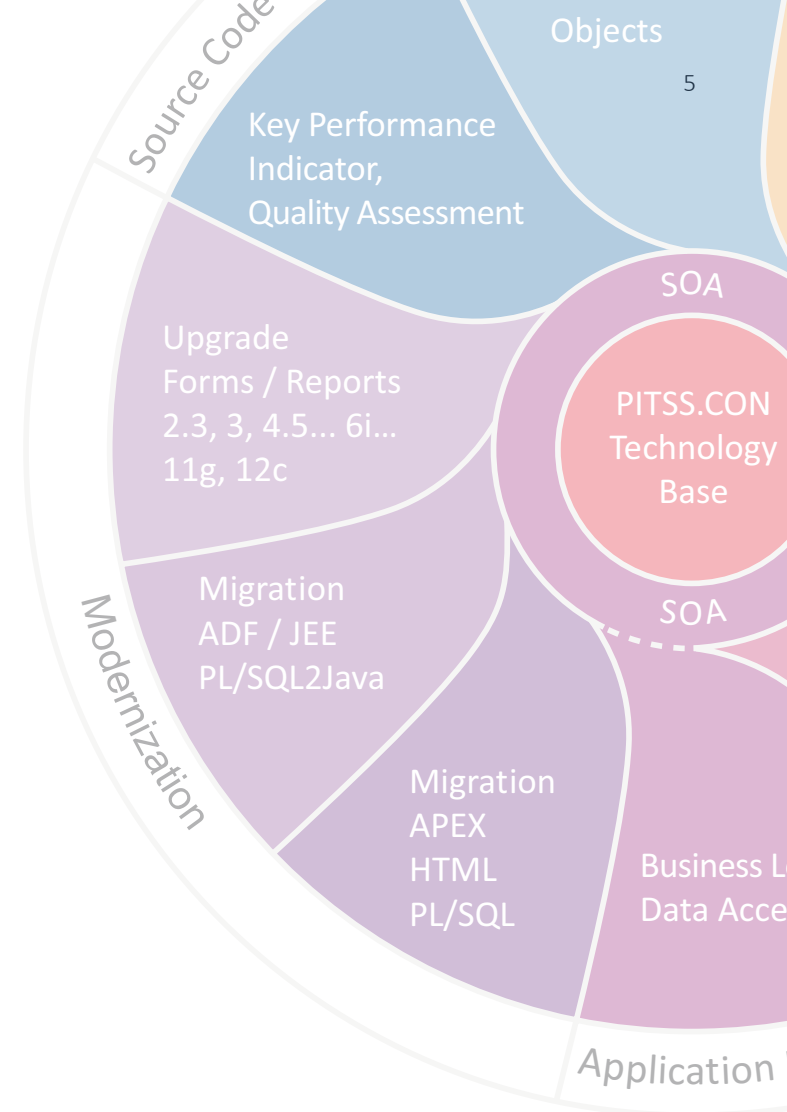 Objects
5
Source Code
Key Performance
Indicator,
Quality Assessment
SOA
Upgrade
Forms / Reports
2.3, 3, 4.5... 6i...
11g, 12c
PITSS.CON
Technology
Base
SOA
Migration
ADF / JEE
PL/SQL2Java
Modernization
Migration
APEX
HTML
PL/SQL
Business
Data
Application